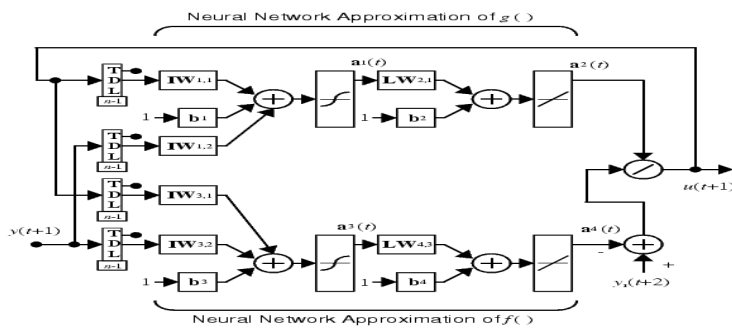 Neural Network Approximation of g()
a1(t)
a2(t)
T D L
n-1
IW1,1
LW2,1
1
b1
1
b2
T D L
n-1
IW1,2
u(t+1)
T D L
n-1
IW3,1
y(t+1)
a3(t)
a4(t)
T D L
n-1
IW3,2
LW4,3
-
+
1
b3
1
b4
yr(t+2)
Neural Network Approximation of f()